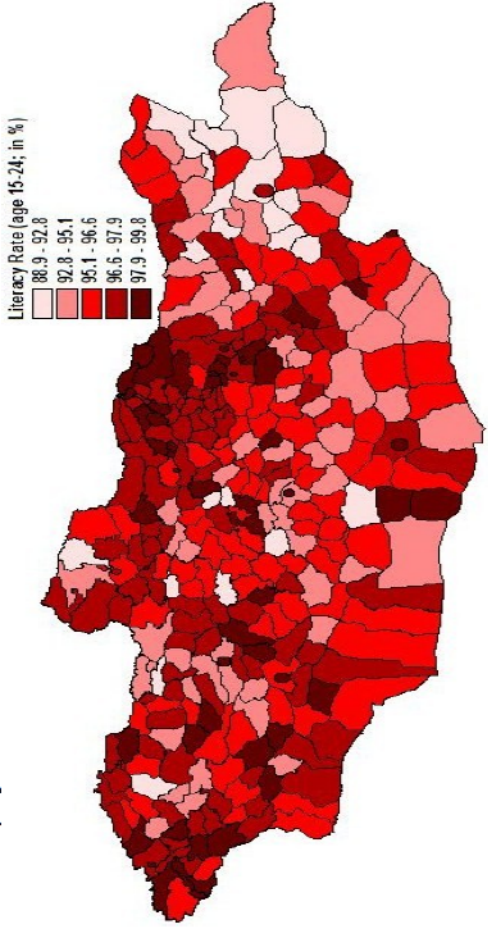 Literacy Rate (age 15-24; in %)
88.9 - 92.8
92.8 - 95.1
95.1 - 96.6
96.6 - 97.9
97.9 - 99.8